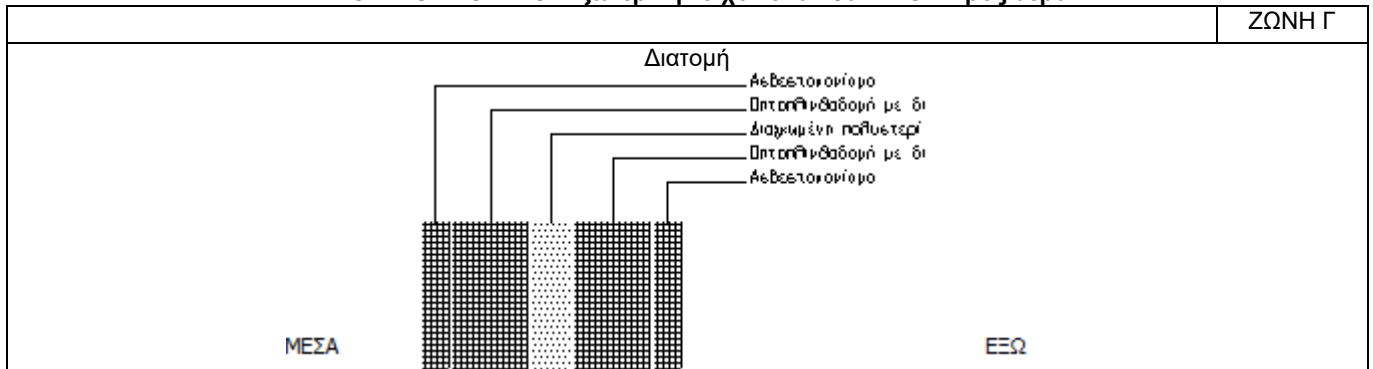 ΖΩΝΗ Γ
Διατομή
Ασβεστοκονίαμα
Οπτοπλινθοδομή με δι
Διογκωμένη πολυστερί
Οπτοπλινθοδομή με δι
Ασβεστοκονίαμα
ΜΕΣΑ
ΕΞΩ